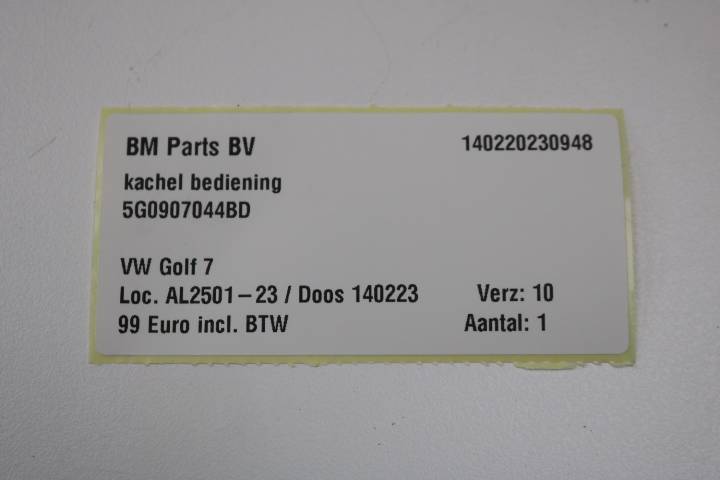 BM Parts BV 140220230948
kachel bediening
5G0907044BD
VW Golf 7
Loc. AL2501-23 / Doos 140223 Verz: 10
99 Euro incl. BTW Aantal: 1